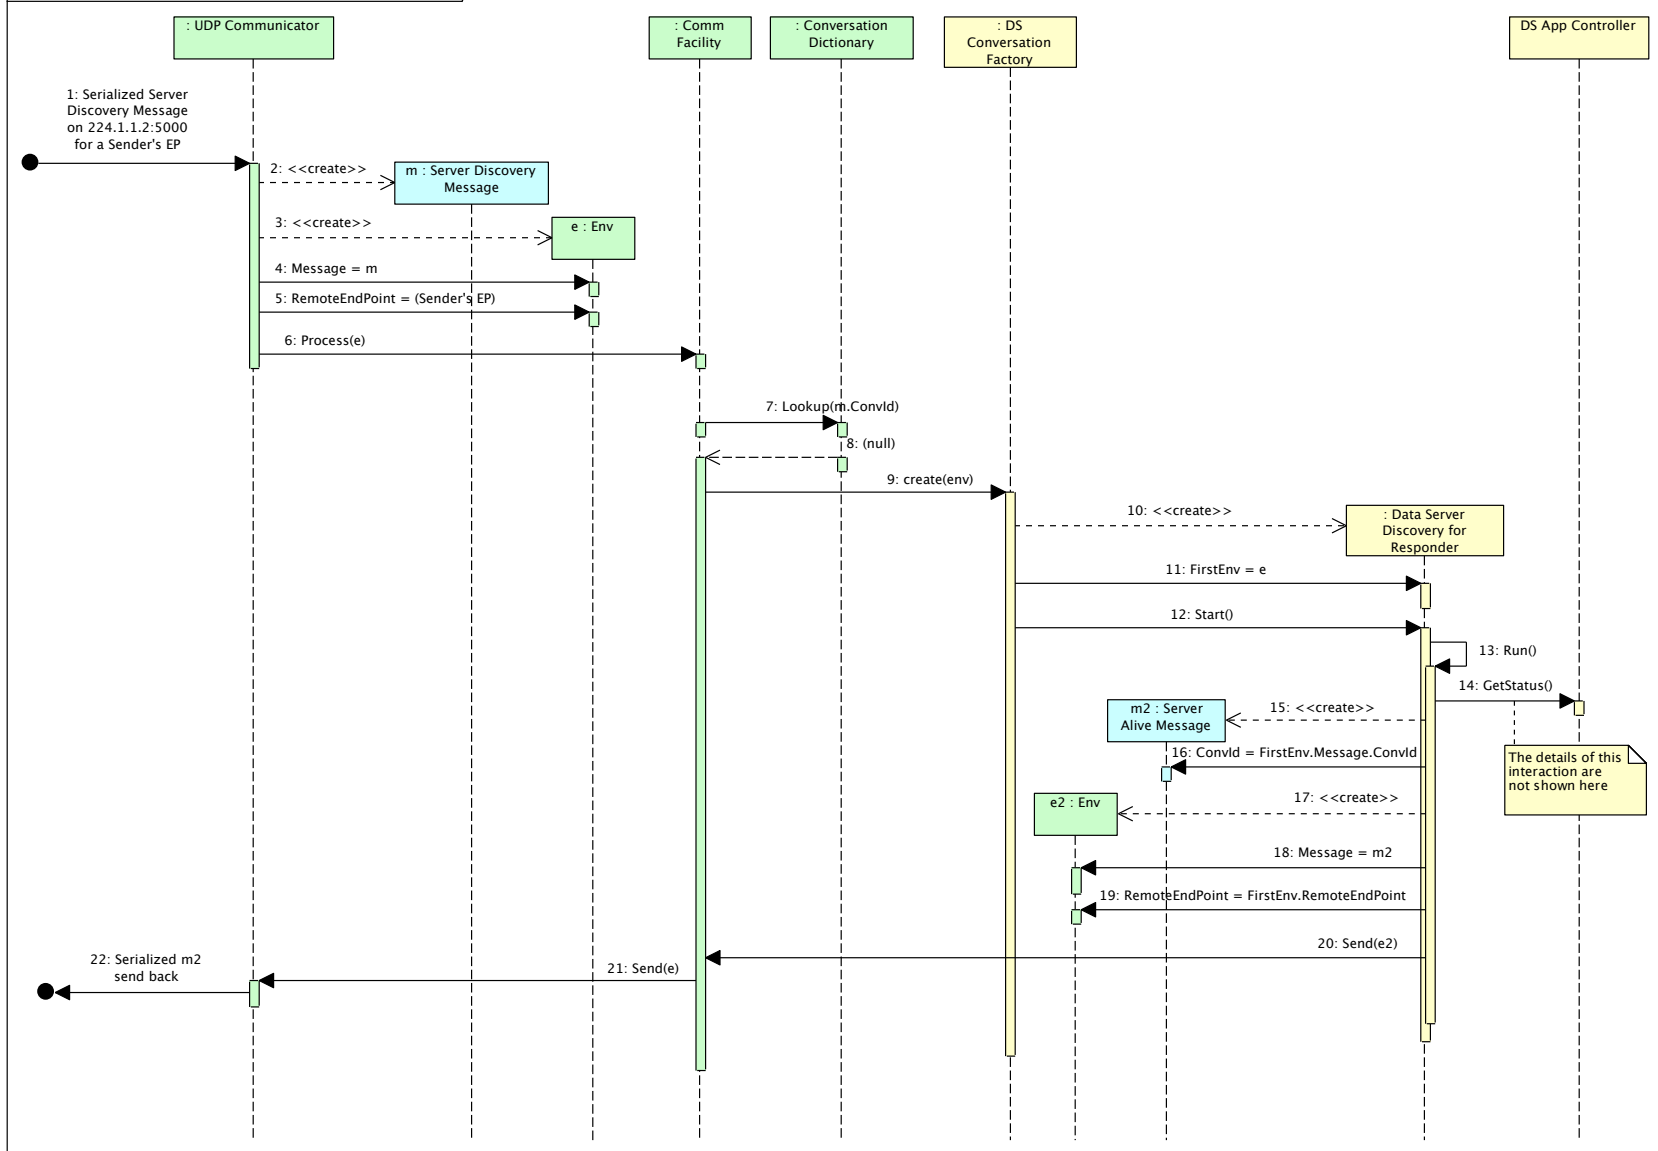 : UDP Communicator
: Comm
Facility
: Conversation
Dictionary
: DS
Conversation
Factory
DS App Controller
1: Serialized Server
Discovery Message
on 224.1.1.2:5000
for a Sender's EP
2: <<create>>
m : Server Discovery
Message
3: <<create>>
e : Env
4: Message = m
5: RemoteEndPoint = (Sender's EP)
6: Process(e)
7: Lookup(m.ConvId)
8: (null)
9: create(env)
10: <<create>>
: Data Server
Discovery for
Responder
11: FirstEnv = e
12: Start()
13: Run()
14: GetStatus()
15: <<create>>
m2 : Server
Alive Message
16: ConvId = FirstEnv.Message.ConvId
The details of this
interaction are
not shown here
17: <<create>>
e2 : Env
18: Message = m2
19: RemoteEndPoint = FirstEnv.RemoteEndPoint
20: Send(e2)
21: Send(e)
22: Serialized m2
send back